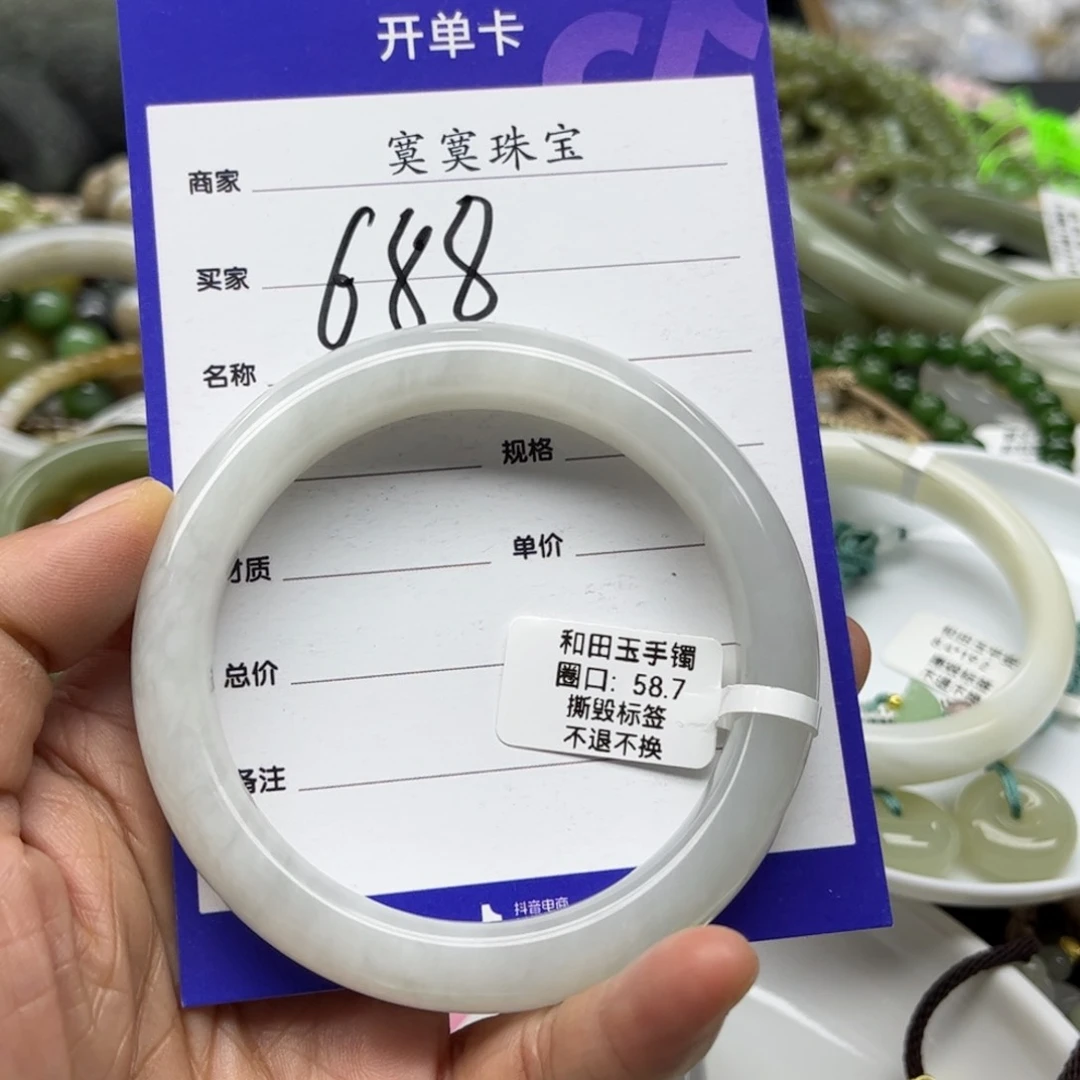 开单卡
商家 寞寞珠宝
买家 688
名称
规格
材质
单价
总价
备注
和田玉手镯
圈口: 58.7
撕毁标签
不退不换
抖音电商